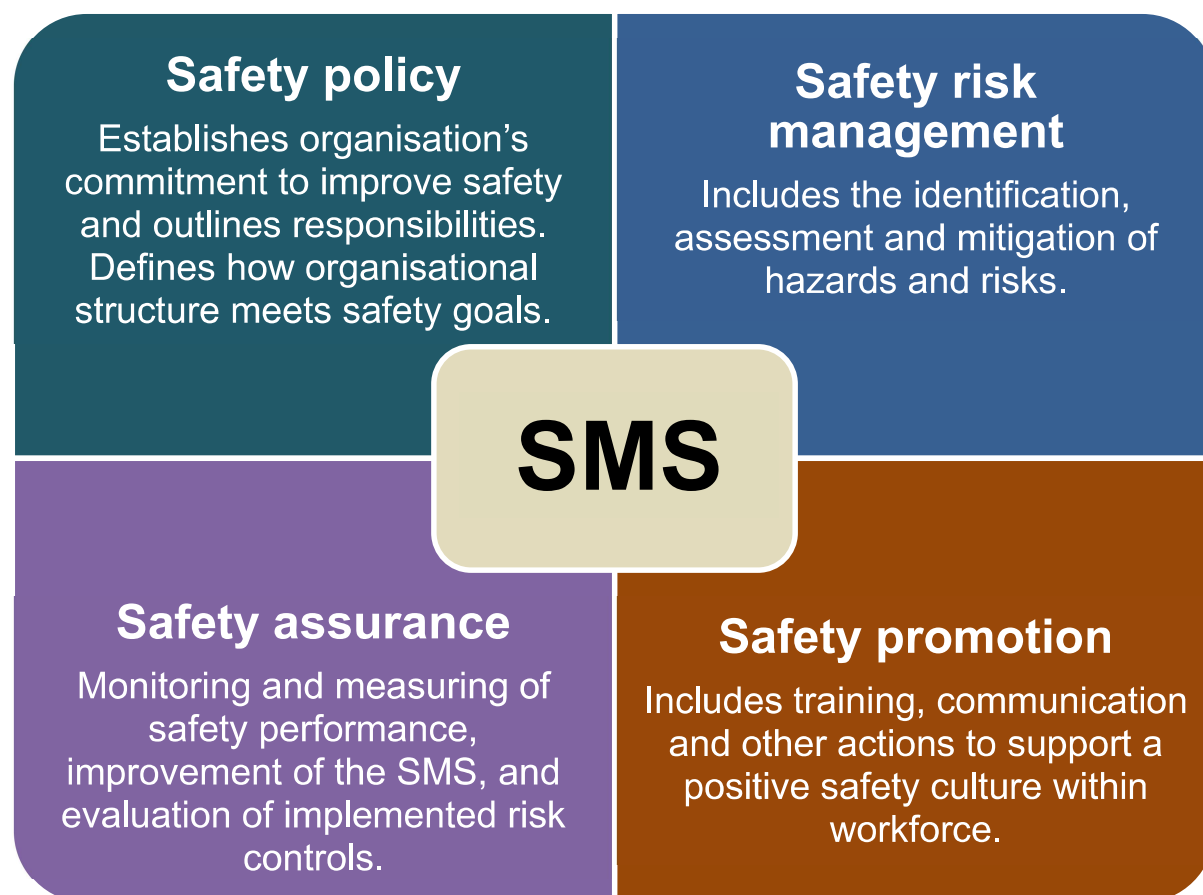 Safety policy
Establishes organisation’s
commitment to improve safety
and outlines responsibilities.
Defines how organisational
structure meets safety goals.
Safety risk
management
Includes the identification,
assessment and mitigation of
hazards and risks.
SMS
Safety assurance
Monitoring and measuring of
safety performance,
improvement of the SMS, and
evaluation of implemented risk
controls.
Safety promotion
Includes training, communication
and other actions to support a
positive safety culture within
workforce.